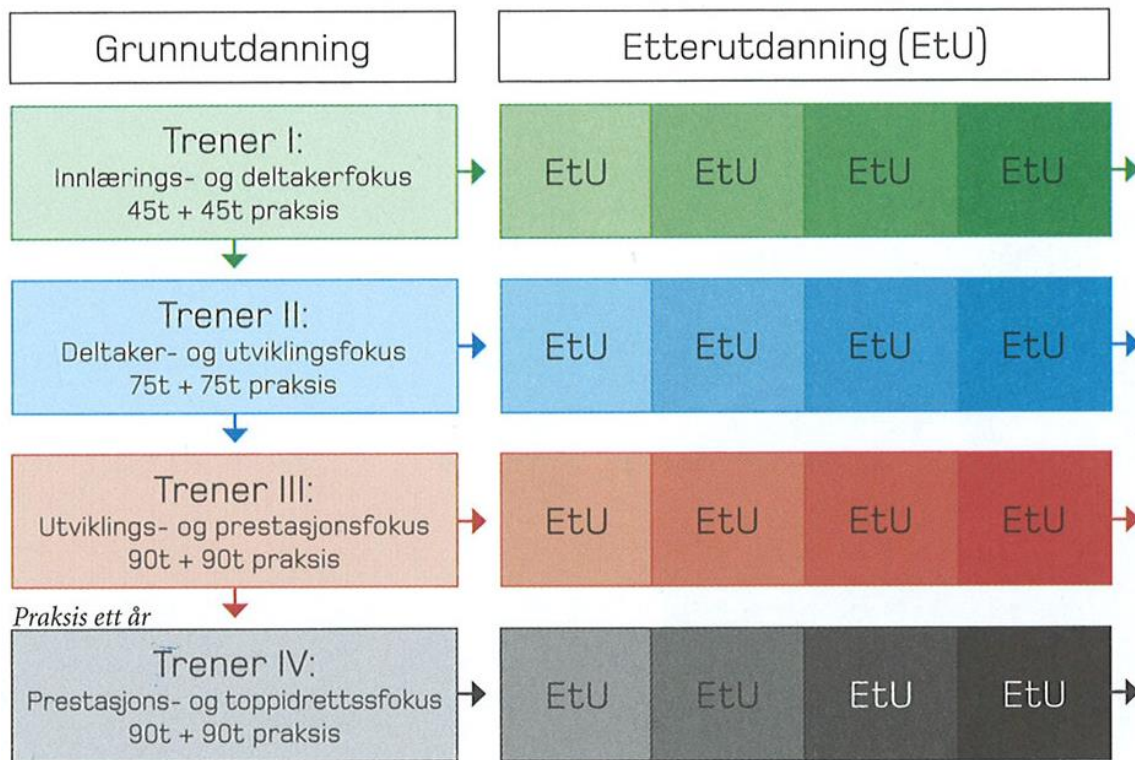 Grunnutdanning
Etterutdanning (EtU)
Trener I:
Innlærings- og deltakerfokus
45t + 45t praksis
EtU
EtU
EtU
EtU
Trener II:
Deltaker- og utviklingsfokus
75t + 75t praksis
EtU
EtU
EtU
EtU
Trener III:
Utviklings- og prestasjonsfokus
90t + 90t praksis
EtU
EtU
EtU
EtU
Praksis ett år
Trener IV:
Prestasjons- og toppidrettssfokus
90t + 90t praksis
EtU
EtU
EtU
EtU